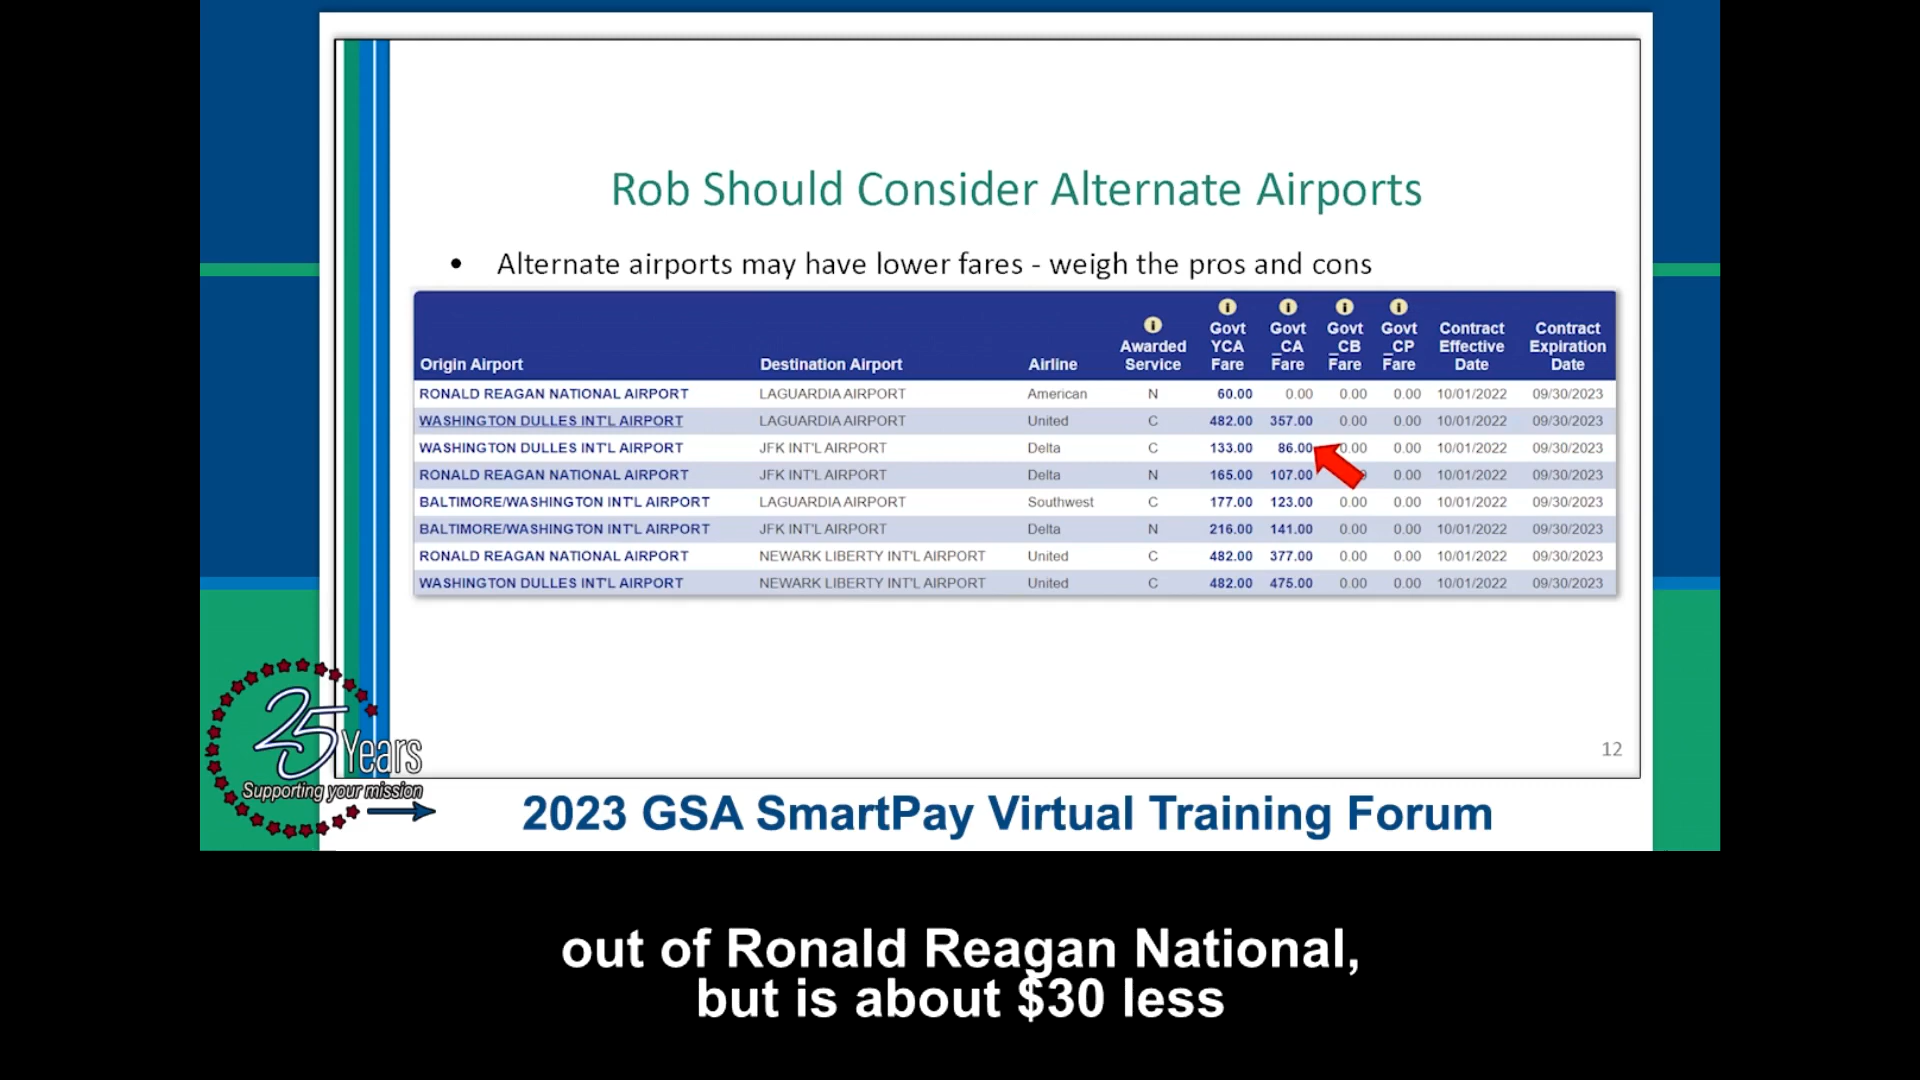 Rob Should Consider Alternate Airports
• Alternate airports may have lower fares - weigh the pros and cons
Origin Airport Destination Airport Airline Awarded Service Govt YCA Fare Govt _CA Fare Govt _CB Fare Govt _CP Fare Contract Effective Date Contract Expiration Date
RONALD REAGAN NATIONAL AIRPORT LAGUARDIA AIRPORT American N 60.00 0.00 0.00 0.00 10/01/2022 09/30/2023
WASHINGTON DULLES INT'L AIRPORT LAGUARDIA AIRPORT United C 482.00 357.00 0.00 0.00 10/01/2022 09/30/2023
WASHINGTON DULLES INT'L AIRPORT JFK INT'L AIRPORT Delta C 133.00 86.00 0.00 0.00 10/01/2022 09/30/2023
RONALD REAGAN NATIONAL AIRPORT JFK INT'L AIRPORT Delta N 165.00 107.00 0.00 10/01/2022 09/30/2023
BALTIMORE/WASHINGTON INT'L AIRPORT LAGUARDIA AIRPORT Southwest C 177.00 123.00 0.00 0.00 10/01/2022 09/30/2023
BALTIMORE/WASHINGTON INT'L AIRPORT JFK INT'L AIRPORT Delta N 216.00 141.00 0.00 0.00 10/01/2022 09/30/2023
RONALD REAGAN NATIONAL AIRPORT NEWARK LIBERTY INT'L AIRPORT United C 482.00 377.00 0.00 0.00 10/01/2022 09/30/2023
WASHINGTON DULLES INT'L AIRPORT NEWARK LIBERTY INT'L AIRPORT United C 482.00 475.00 0.00 0.00 10/01/2022 09/30/2023
12
25 Years
Supporting your mission
2023 GSA SmartPay Virtual Training Forum
out of Ronald Reagan National,
but is about $30 less